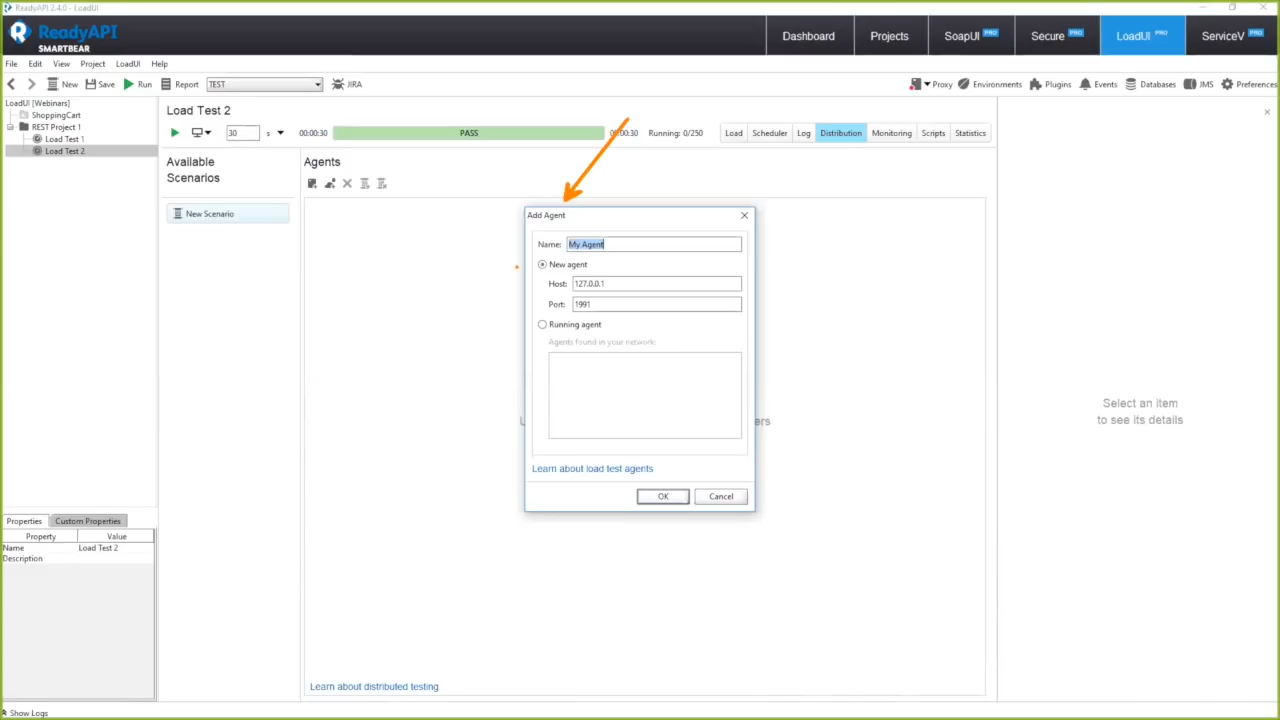 ReadyAPI 2.4.0 - LoadUI
ReadyAPI
SMARTBEAR
Dashboard Projects SoapUI PRO Secure PRO LoadUI PRO ServiceV PRO
File Edit View Project LoadUI Help
New Save Run Report TEST JIRA Proxy Environments Plugins Events Databases JMS Preferences
LoadUI [Webinars]
ShoppingCart
REST Project 1
Load Test 1
Load Test 2
Load Test 2
30 s 00:00:30 PASS 00:00:30 Running: 0/250 Load Scheduler Log Distribution Monitoring Scripts Statistics
Available
Scenarios
New Scenario
Agents
Add Agent
Name: My Agent
New agent
Host: 127.0.0.1
Port: 1991
Running agent
Agents found in your network:
Learn about load test agents
OK Cancel
Select an item
to see its details
Learn about distributed testing
Properties Custom Properties
Property Value
Name Load Test 2
Description
Show Logs